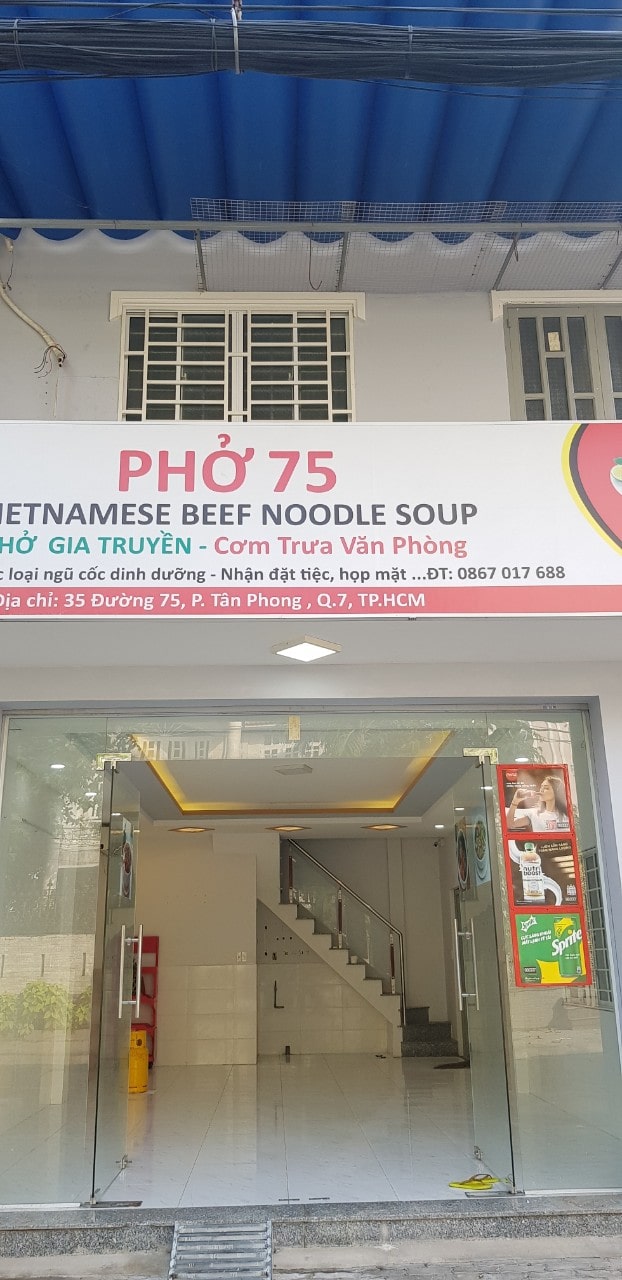 PHỞ 75
IETNAMESE BEEF NOODLE SOUP
HỞ GIA TRUYỀN - Cơm Trưa Văn Phòng
c loại ngũ cốc dinh dưỡng - Nhận đặt tiệc, họp mặt ...ĐT: 0867 017 688
Địa chỉ: 35 Đường 75, P. Tân Phong , Q.7, TP.HCM
nutri
boost
Sprite